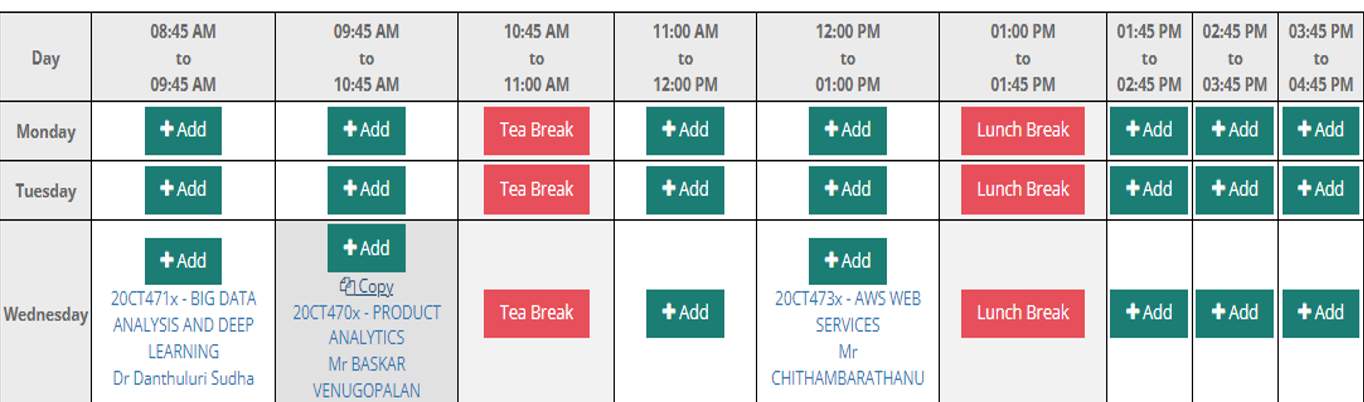 Day
08:45 AM
to
09:45 AM
09:45 AM
to
10:45 AM
10:45 AM
to
11:00 AM
11:00 AM
to
12:00 PM
12:00 PM
to
01:00 PM
01:00 PM
to
01:45 PM
01:45 PM
to
02:45 PM
02:45 PM
to
03:45 PM
03:45 PM
to
04:45 PM
Monday
Add
Add
Tea Break
Add
Add
Lunch Break
Add
Add
Add
Tuesday
Add
Add
Tea Break
Add
Add
Lunch Break
Add
Add
Add
Wednesday
Add
20CT471x - BIG DATA
ANALYSIS AND DEEP
LEARNING
Dr Danthuluri Sudha
Add
Copy
20CT470x - PRODUCT
ANALYTICS
Mr BASKAR
VENUGOPALAN
Tea Break
Add
Add
20CT473x - AWS WEB
SERVICES
Mr
CHITHAMBARATHANU
Lunch Break
Add
Add
Add